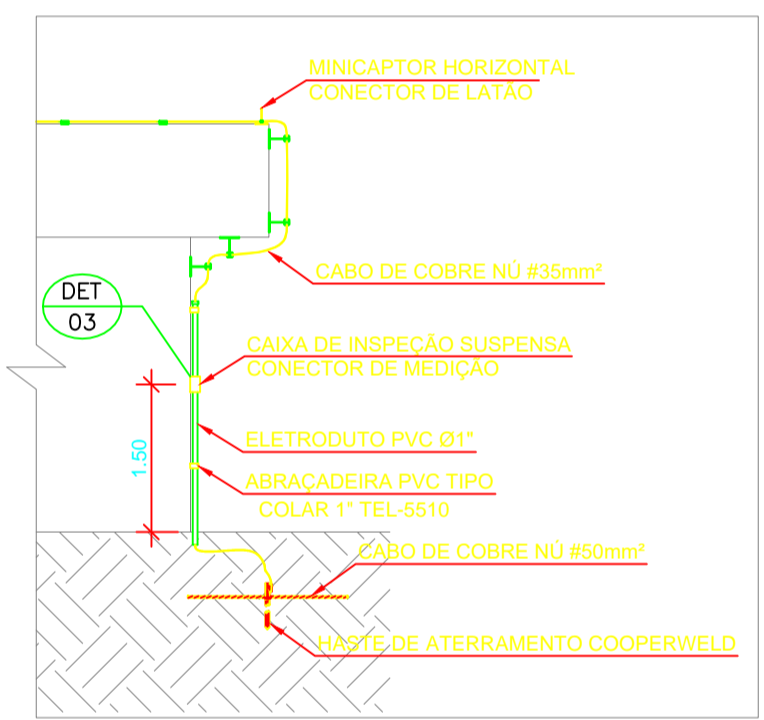 MINICAPTOR HORIZONTAL
CONECTOR DE LATÃO
CABO DE COBRE NÚ #35mm²
DET
03
CAIXA DE INSPEÇÃO SUSPENSA
CONECTOR DE MEDIÇÃO
1.50
ELETRODUTO PVC Ø1"
ABRAÇADEIRA PVC TIPO
COLAR 1" TEL-5510
CABO DE COBRE NÚ #50mm²
HASTE DE ATERRAMENTO COOPERWELD